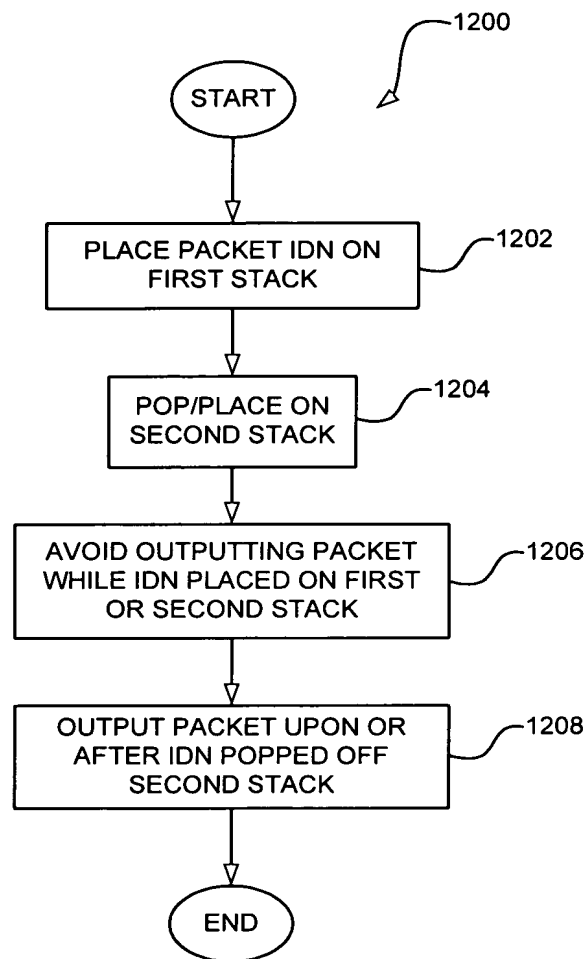 1200
START
PLACE PACKET IDN ON
FIRST STACK
1202
POP/PLACE ON
SECOND STACK
1204
AVOID OUTPUTTING PACKET
WHILE IDN PLACED ON FIRST
OR SECOND STACK
1206
OUTPUT PACKET UPON OR
AFTER IDN POPPED OFF
SECOND STACK
1208
END